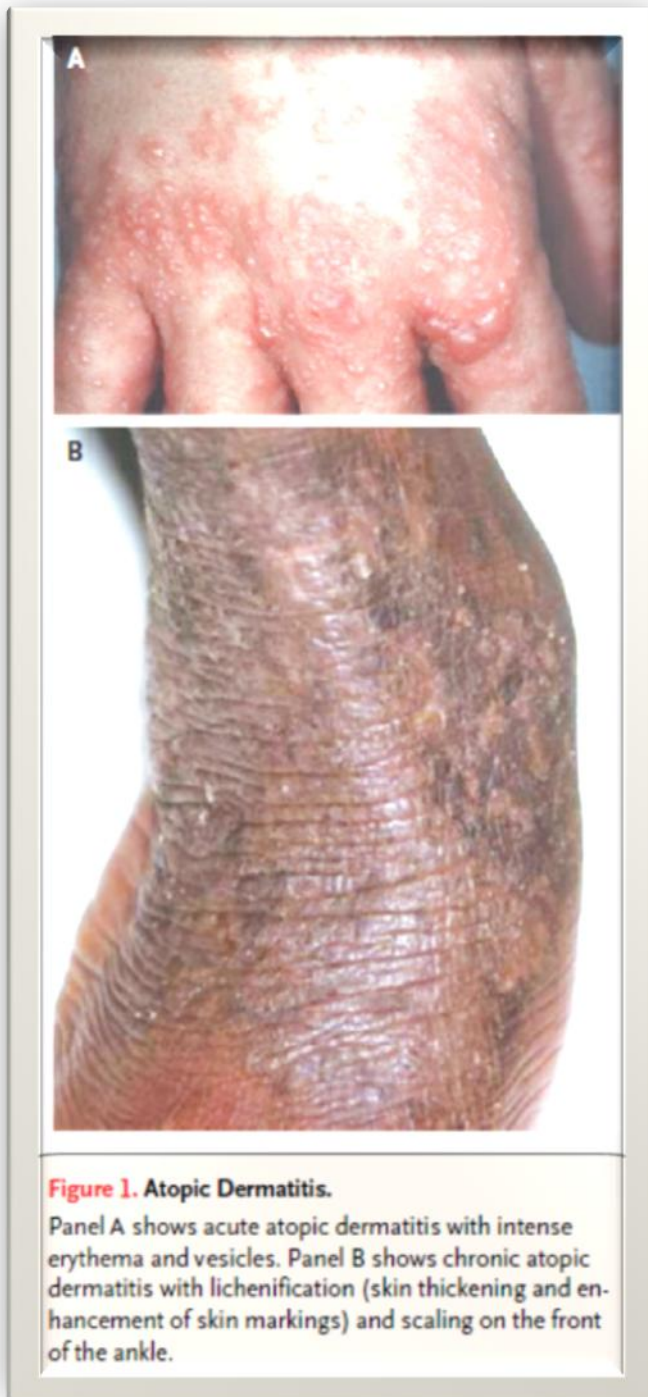 A
B
Figure 1. Atopic Dermatitis.
Panel A shows acute atopic dermatitis with intense
erythema and vesicles. Panel B shows chronic atopic
dermatitis with lichenification (skin thickening and en-
hancement of skin markings) and scaling on the front
of the ankle.